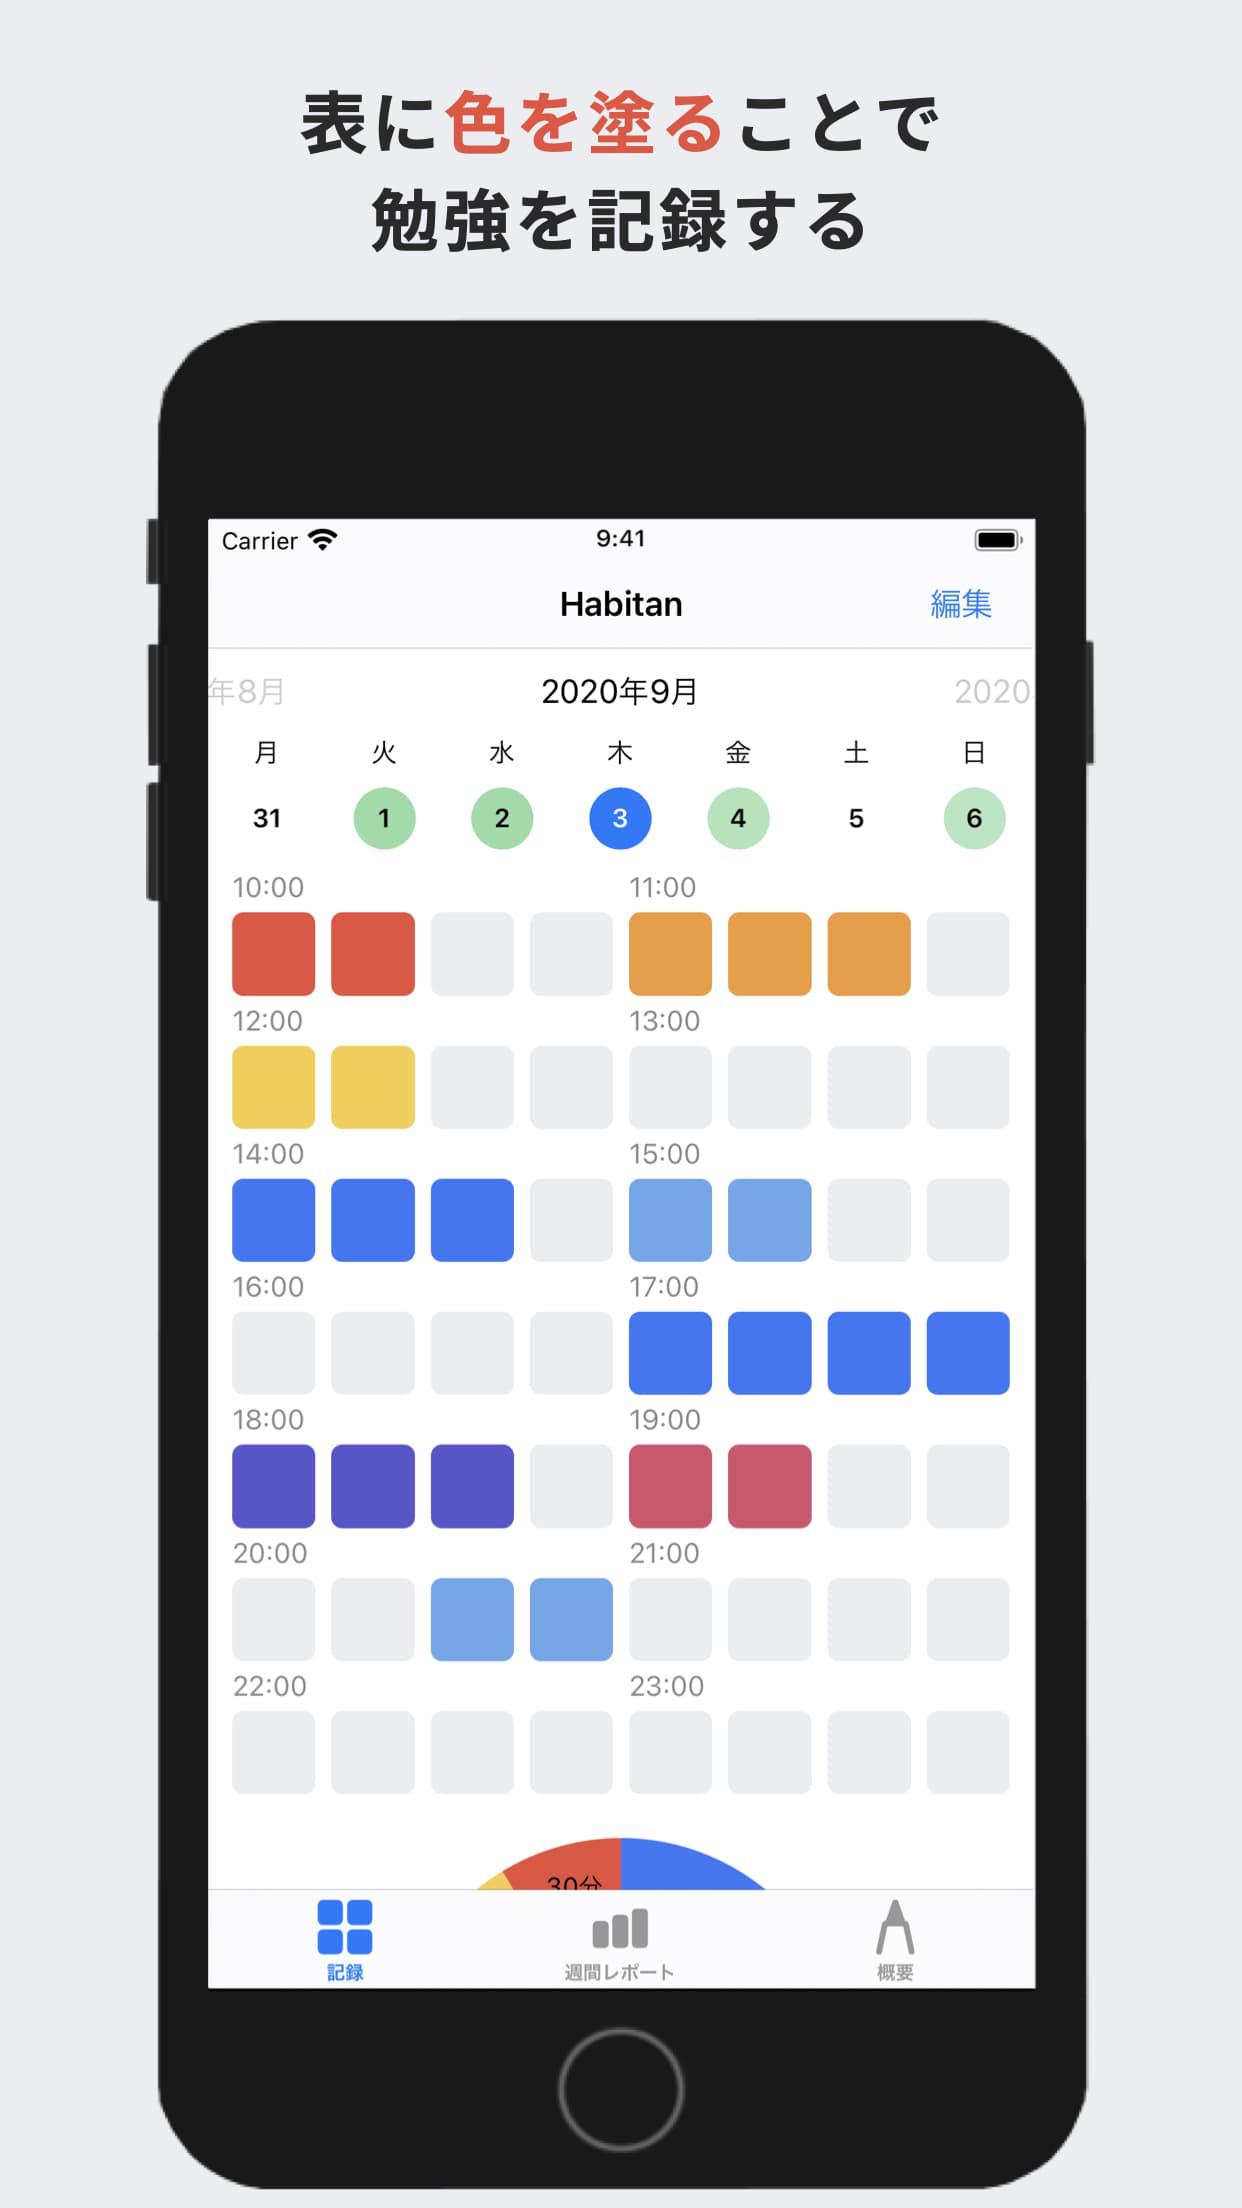 表に色を塗ることで
勉強を記録する
Carrier 9:41
Habitan 編集
年8月 2020年9月 2020
月 火 水 木 金 土 日
31 1 2 3 4 5 6
10:00 11:00
12:00 13:00
14:00 15:00
16:00 17:00
18:00 19:00
20:00 21:00
22:00 23:00
30分
記録 週間レポート 概要